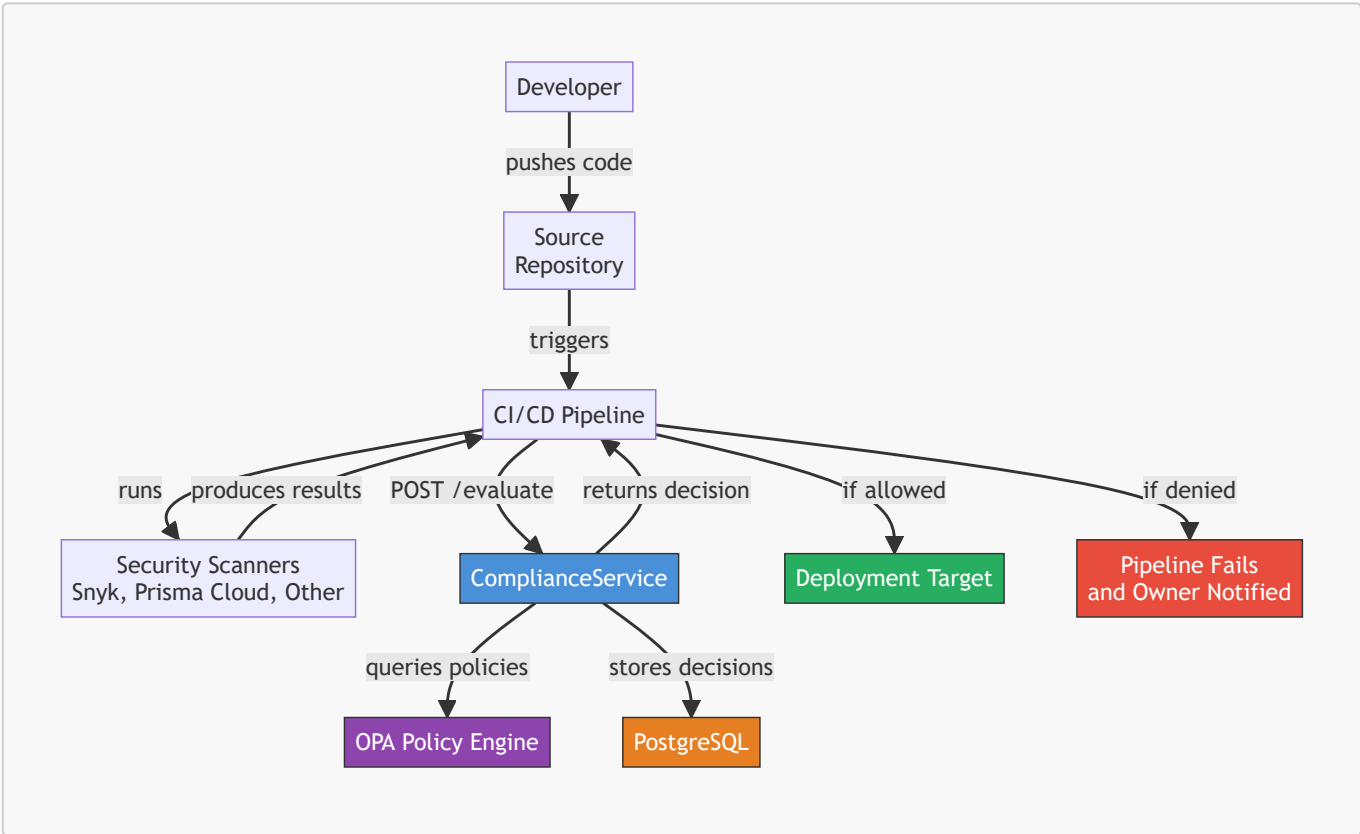 Developer
pushes code
Source
Repository
triggers
CI/CD Pipeline
runs
produces results
POST /evaluate
returns decision
if allowed
if denied
Security Scanners
Snyk, Prisma Cloud, Other
ComplianceService
Deployment Target
Pipeline Fails
and Owner Notified
queries policies
stores decisions
OPA Policy Engine
PostgreSQL